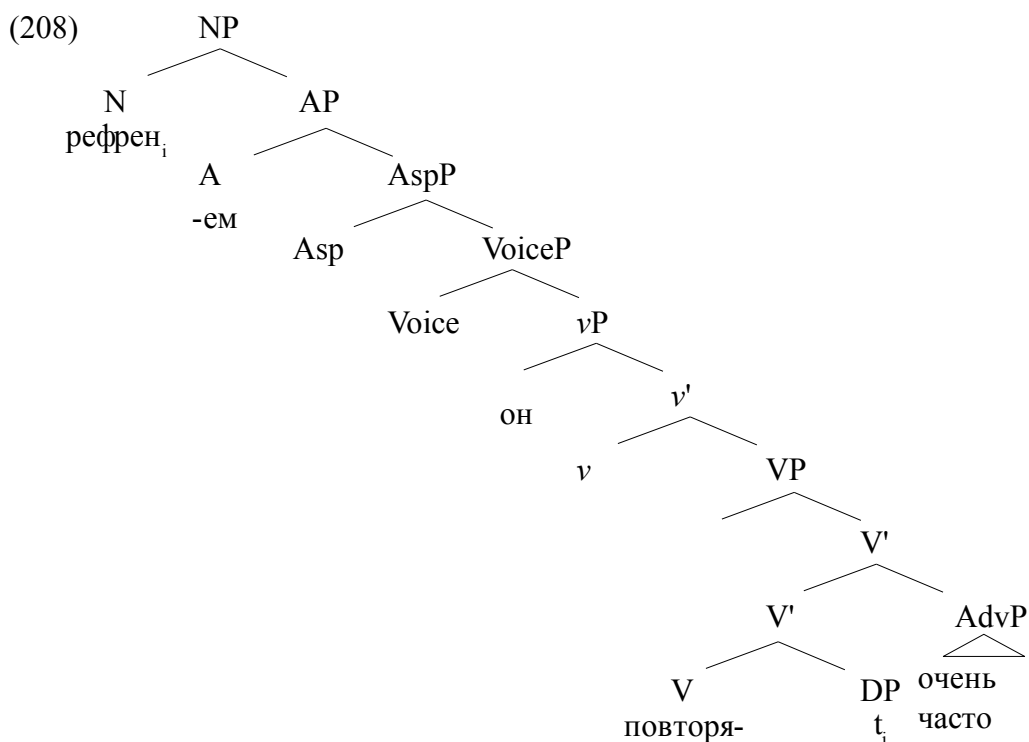 (208) NP
N AP
рефрен_i
A AspP
-ем
Asp VoiceP
Voice vP
он v'
v VP
V'
V' AdvP
V DP очень
повторя- t_i часто